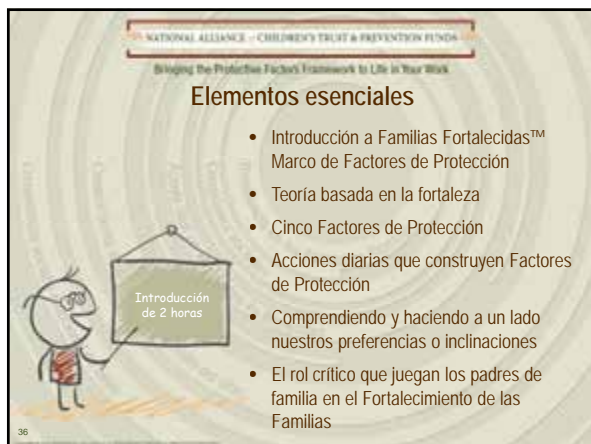 NATIONAL ALLIANCE of CHILDREN'S TRUST & PREVENTION FUNDS
Bringing the Protective Factors Framework to Life in Your Work
Elementos esenciales
• Introducción a Familias Fortalecidas™
Marco de Factores de Protección
• Teoría basada en la fortaleza
• Cinco Factores de Protección
• Acciones diarias que construyen Factores
de Protección
• Comprendiendo y haciendo a un lado
nuestros preferencias o inclinaciones
• El rol crítico que juegan los padres de
familia en el Fortalecimiento de las
Familias
Introducción
de 2 horas
36